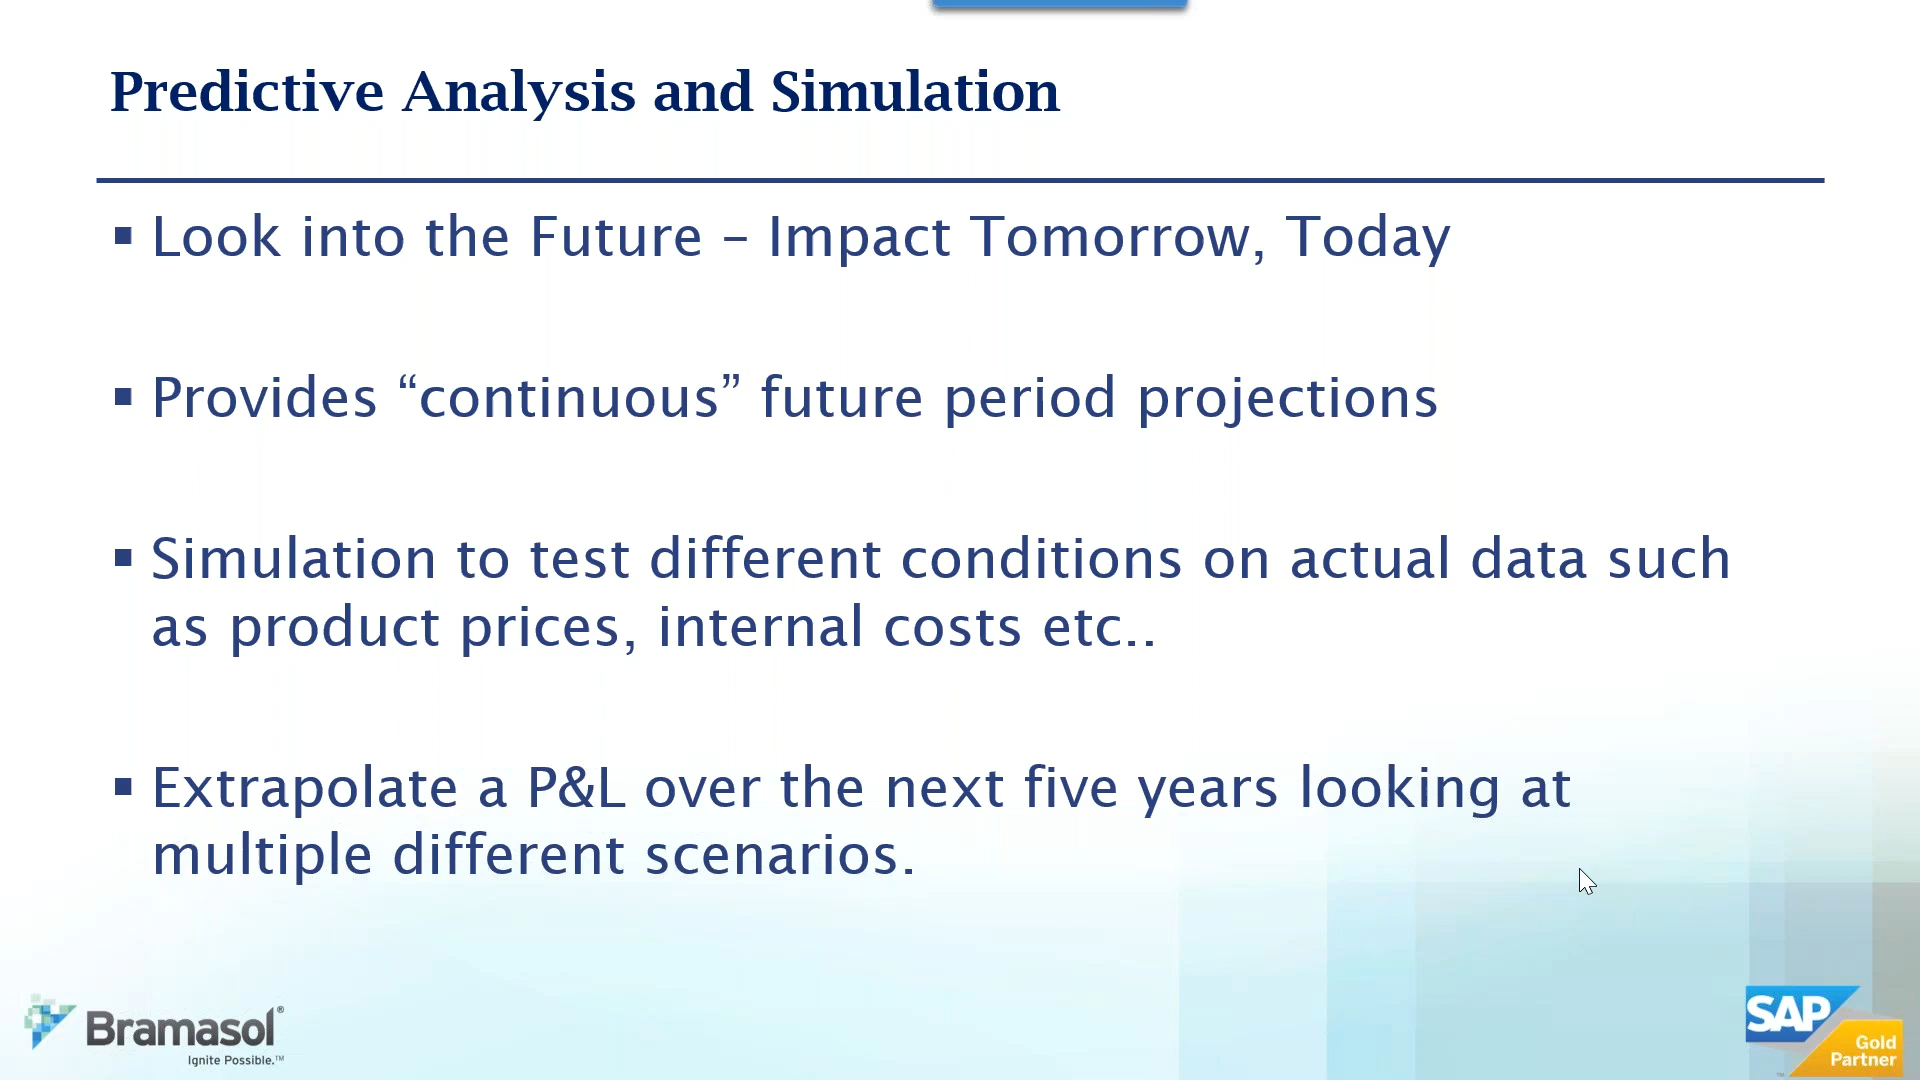 Predictive Analysis and Simulation
▪ Look into the Future – Impact Tomorrow, Today
▪ Provides “continuous” future period projections
▪ Simulation to test different conditions on actual data such
as product prices, internal costs etc..
▪ Extrapolate a P&L over the next five years looking at
multiple different scenarios.
Bramasol®
Ignite Possible.™
SAP
Gold
Partner
™